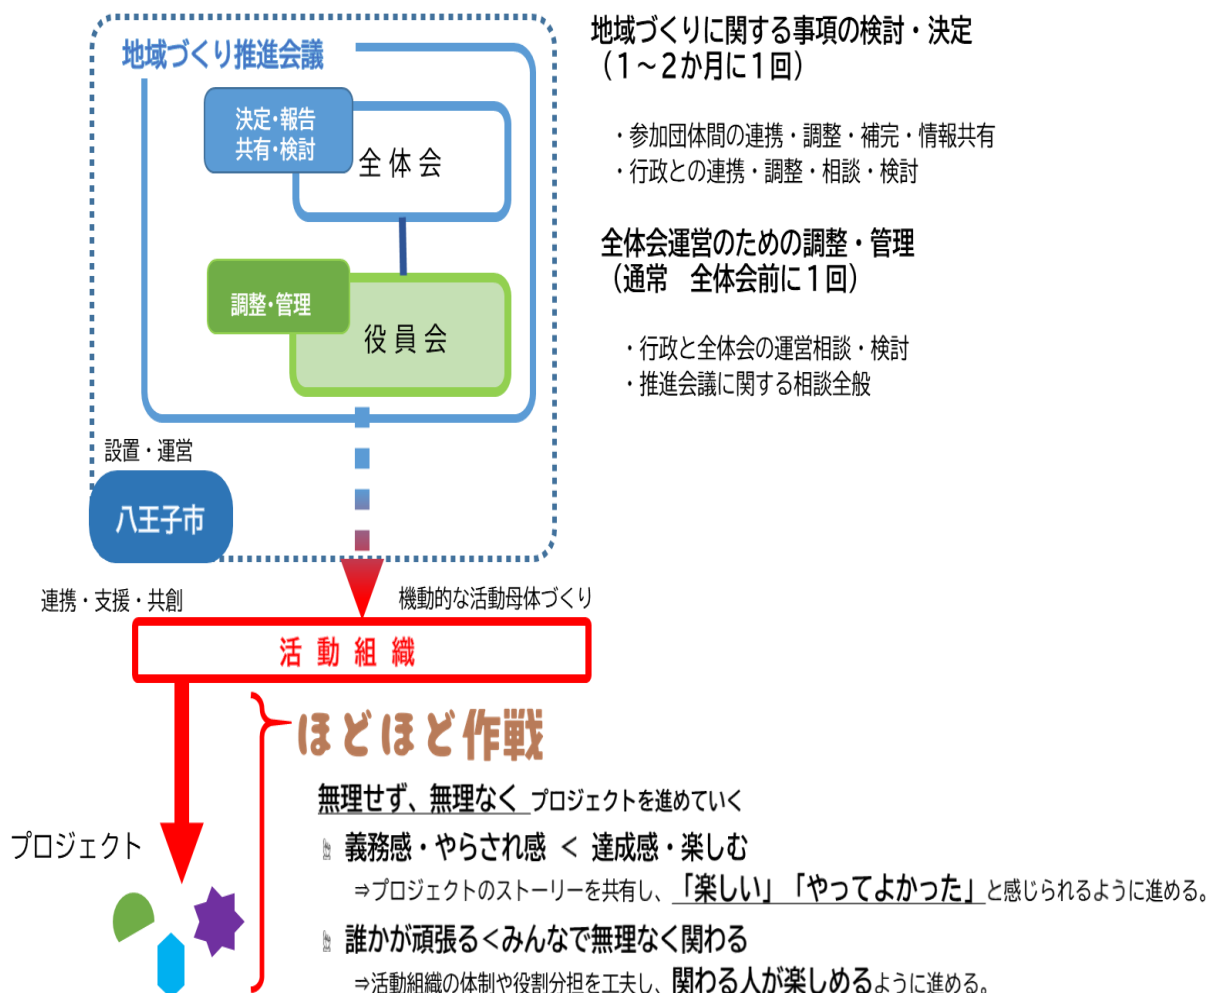 地域づくり推進会議
決定・報告
共有・検討
全体会
調整・管理
役員会
設置・運営
八王子市
地域づくりに関する事項の検討・決定
（１～２か月に１回）
・参加団体間の連携・調整・補完・情報共有
・行政との連携・調整・相談・検討
全体会運営のための調整・管理
（通常　全体会前に１回）
・行政と全体会の運営相談・検討
・推進会議に関する相談全般
連携・支援・共創
機動的な活動母体づくり
活動組織
ほどほど作戦
無理せず、無理なく プロジェクトを進めていく
プロジェクト
義務感・やらされ感 ＜ 達成感・楽しむ
⇒プロジェクトのストーリーを共有し、「楽しい」「やってよかった」と感じられるように進める。
誰かが頑張る＜みんなで無理なく関わる
⇒活動組織の体制や役割分担を工夫し、関わる人が楽しめるように進める。